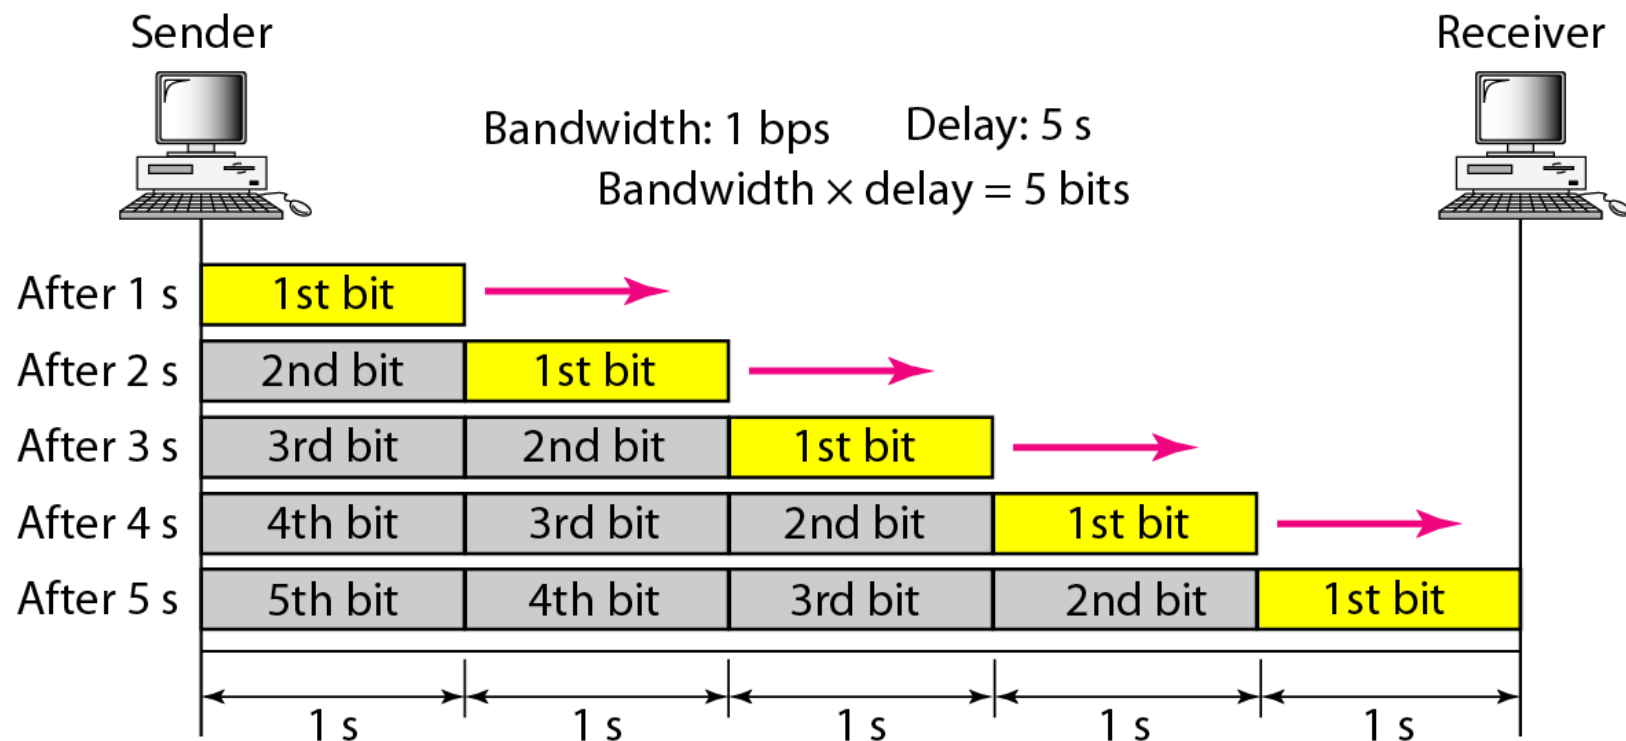 Sender
Receiver
Bandwidth: 1 bps
Delay: 5 s
Bandwidth × delay = 5 bits
After 1 s 1st bit
After 2 s 2nd bit 1st bit
After 3 s 3rd bit 2nd bit 1st bit
After 4 s 4th bit 3rd bit 2nd bit 1st bit
After 5 s 5th bit 4th bit 3rd bit 2nd bit 1st bit
1 s 1 s 1 s 1 s 1 s